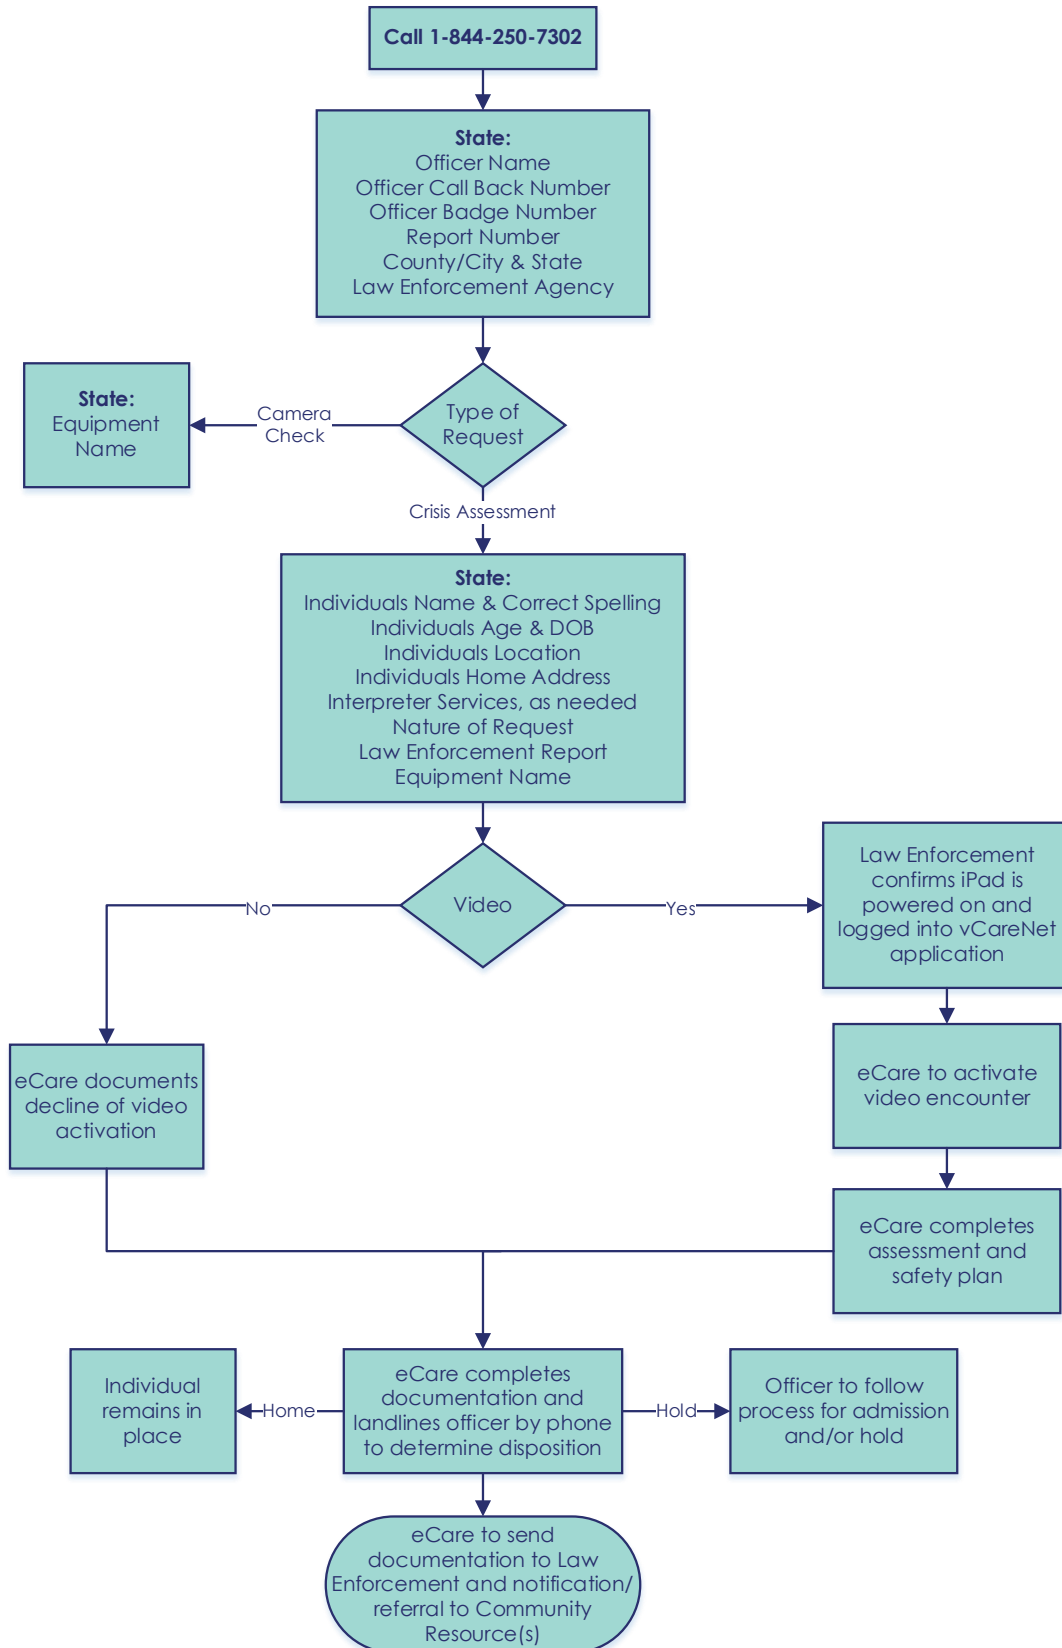 Call 1-844-250-7302
State:
Officer Name
Officer Call Back Number
Officer Badge Number
Report Number
County/City & State
Law Enforcement Agency
Type of
Request
Camera
Check
State:
Equipment
Name
Crisis Assessment
State:
Individuals Name & Correct Spelling
Individuals Age & DOB
Individuals Location
Individuals Home Address
Interpreter Services, as needed
Nature of Request
Law Enforcement Report
Equipment Name
Video
No
Yes
Law Enforcement
confirms iPad is
powered on and
logged into vCareNet
application
eCare documents
decline of video
activation
eCare to activate
video encounter
eCare completes
assessment and
safety plan
eCare completes
documentation and
landlines officer by phone
to determine disposition
Home
Individual
remains in
place
Hold
Officer to follow
process for admission
and/or hold
eCare to send
documentation to Law
Enforcement and notification/
referral to Community
Resource(s)